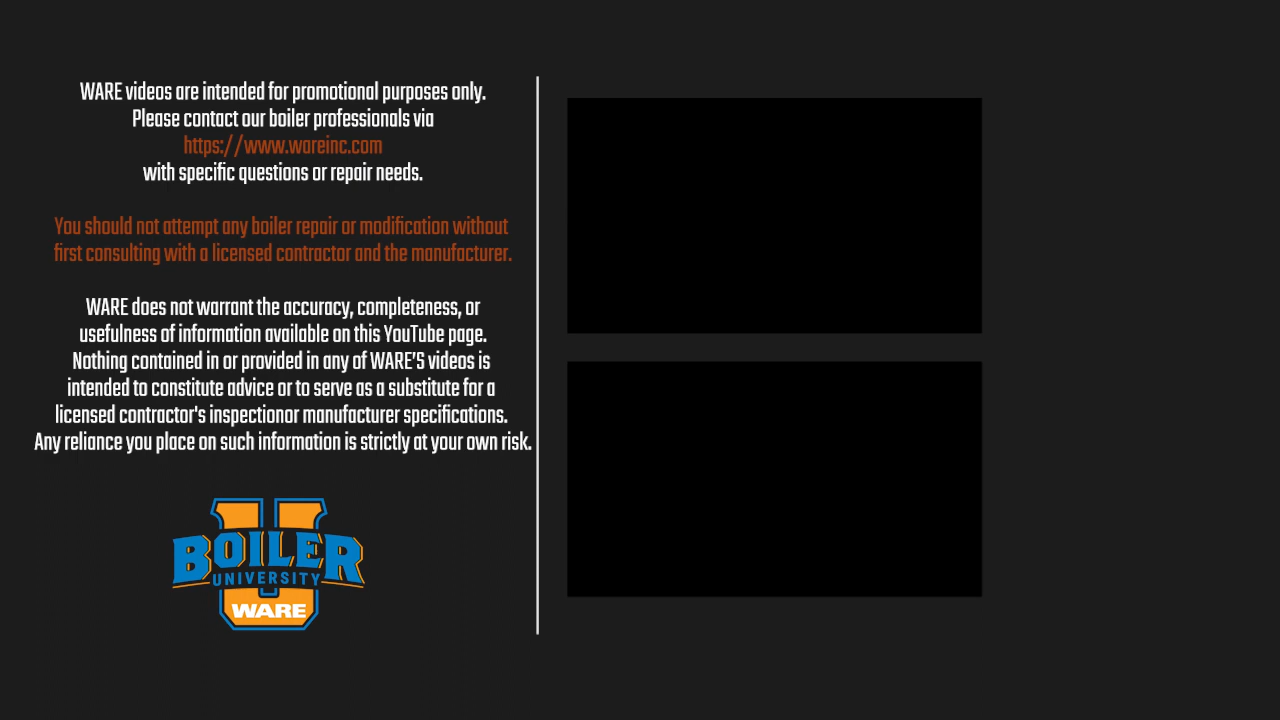 WARE videos are intended for promotional purposes only.
Please contact our boiler professionals via
https://www.wareinc.com
with specific questions or repair needs.
You should not attempt any boiler repair or modification without
first consulting with a licensed contractor and the manufacturer.
WARE does not warrant the accuracy, completeness, or
usefulness of information available on this YouTube page.
Nothing contained in or provided in any of WARE'S videos is
intended to constitute advice or to serve as a substitute for a
licensed contractor's inspectionor manufacturer specifications.
Any reliance you place on such information is strictly at your own risk.
U
BOILER
UNIVERSITY
WARE